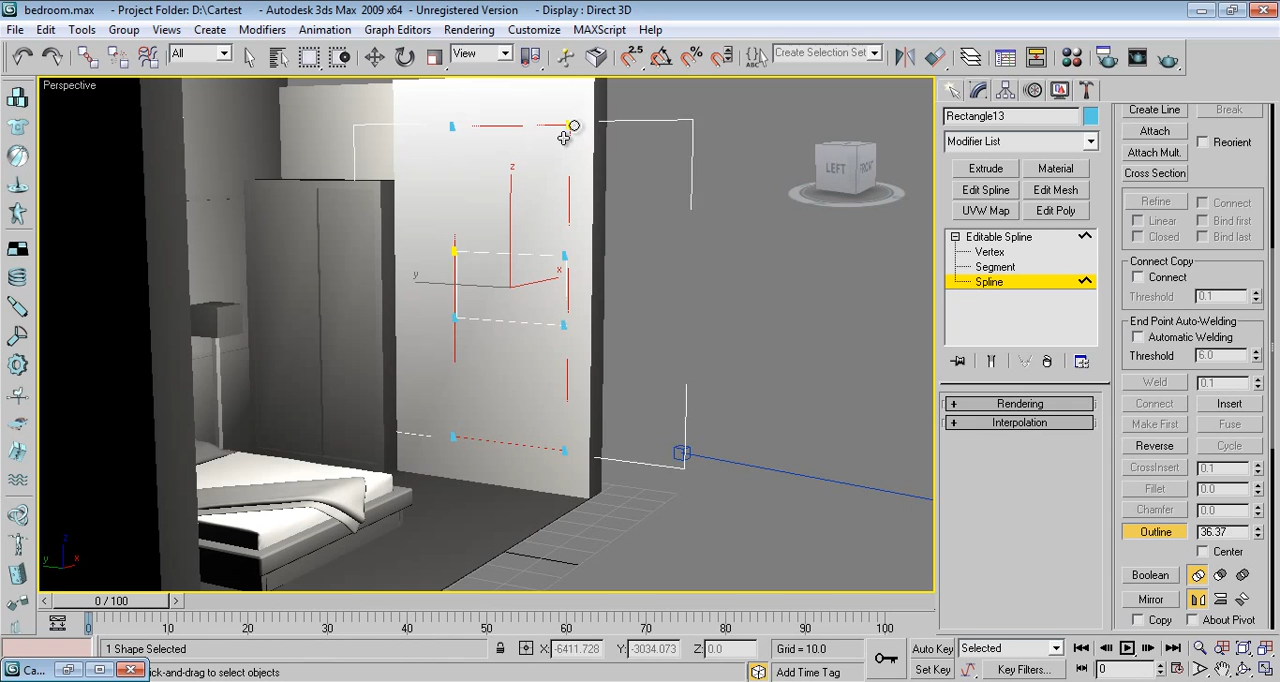 bedroom.max - Project Folder: D:\Cartest - Autodesk 3ds Max 2009 x64 - Unregistered Version - Display : Direct 3D
File Edit Tools Group Views Create Modifiers Animation Graph Editors Rendering Customize MAXScript Help
All View 2.5 ABC Create Selection Set
Perspective
LEFT FRONT
z
y x
z
y x
Rectangle13
Modifier List
Extrude Material
Edit Spline Edit Mesh
UVW Map Edit Poly
Editable Spline
Vertex
Segment
Spline
+ Rendering
+ Interpolation
Create Line Break
Attach Reorient
Attach Mult.
Cross Section
Refine Connect
Linear Bind first
Closed Bind last
Connect Copy
Connect
Threshold 0.1
End Point Auto-Welding
Automatic Welding
Threshold 6.0
Weld 0.1
Connect Insert
Make First Fuse
Reverse Cycle
CrossInsert 0.1
Fillet 0.0
Chamfer 0.0
Outline 36.37
Center
Boolean
Mirror
Copy About Pivot
< 0 / 100 >
0 10 20 30 40 50 60 70 80 90 100
1 Shape Selected X: -6411.728 Y: -3034.073 Z: 0.0 Grid = 10.0 Auto Key Selected
Ca... ick-and-drag to select objects Add Time Tag Set Key Key Filters... 0